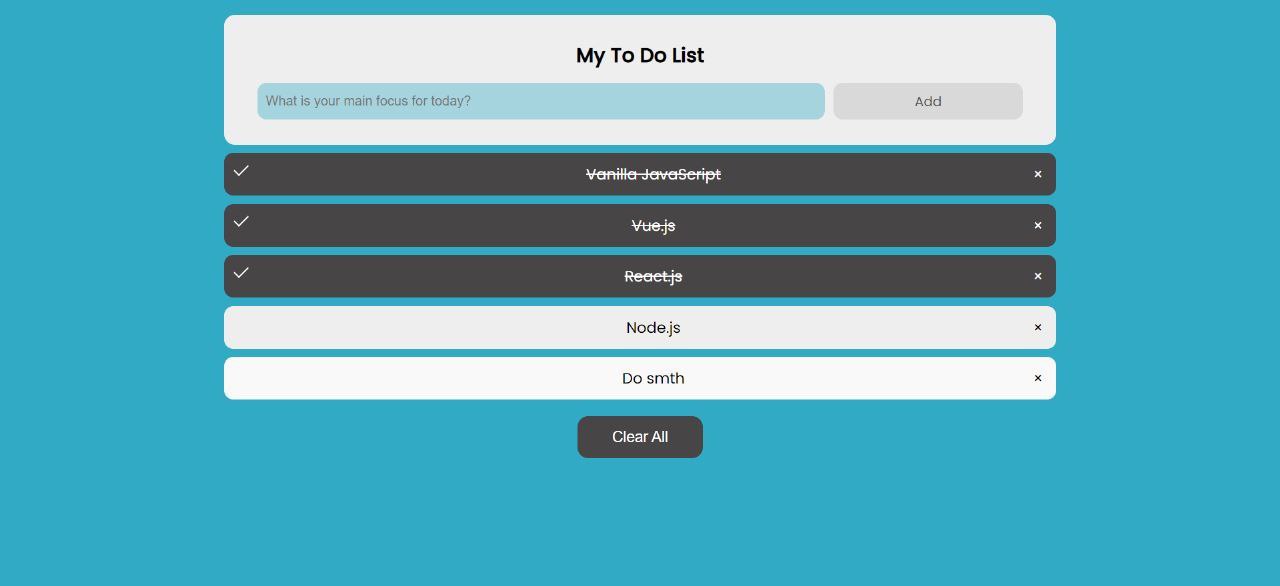 My To Do List
What is your main focus for today?
Add
Vanilla JavaScript ×
Vue.js ×
React.js ×
Node.js ×
Do smth ×
Clear All